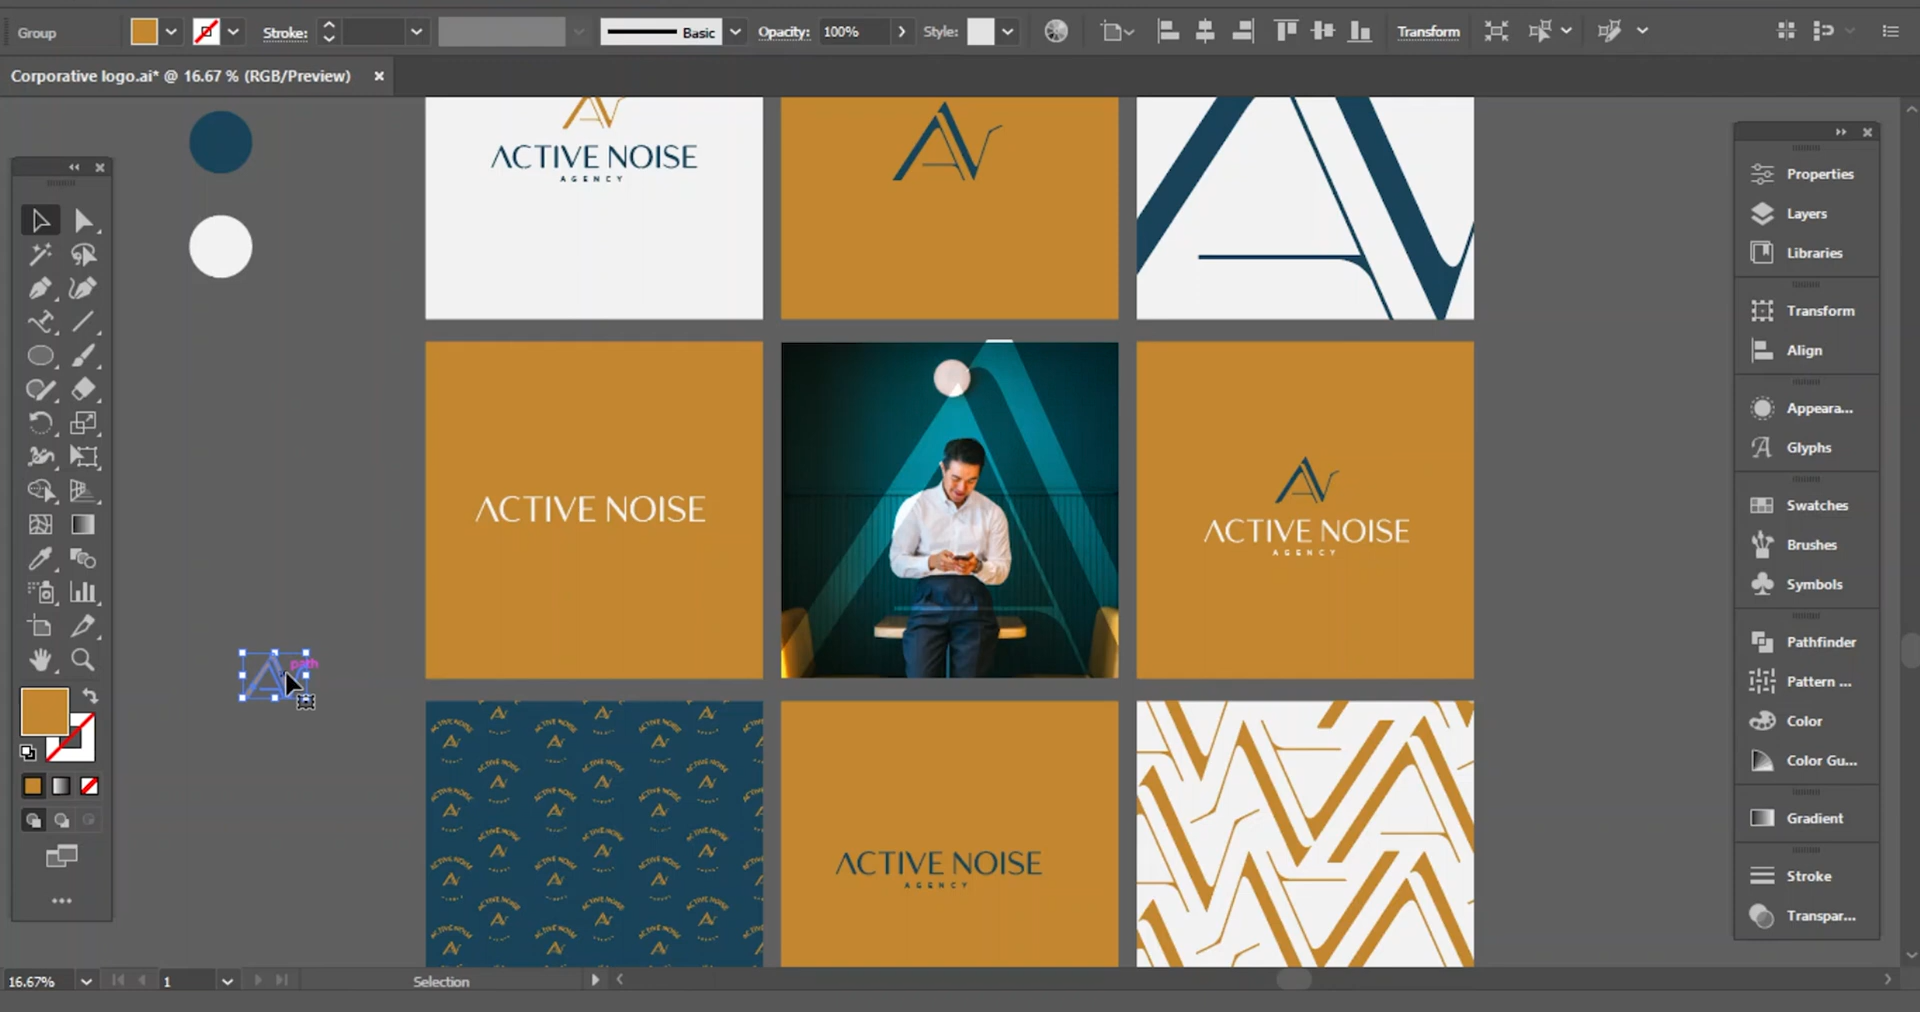 Group
Stroke:
Basic
Opacity:
100%
Style:
Transform
Corporative logo.ai* @ 16.67 % (RGB/Preview)
ACTIVE NOISE
AGENCY
ACTIVE NOISE
ACTIVE NOISE
AGENCY
path
ACTIVE NOISE
AGENCY
Properties
Layers
Libraries
Transform
Align
Appeara...
Glyphs
Swatches
Brushes
Symbols
Pathfinder
Pattern ...
Color
Color Gu...
Gradient
Stroke
Transpar...
16.67%
1
Selection